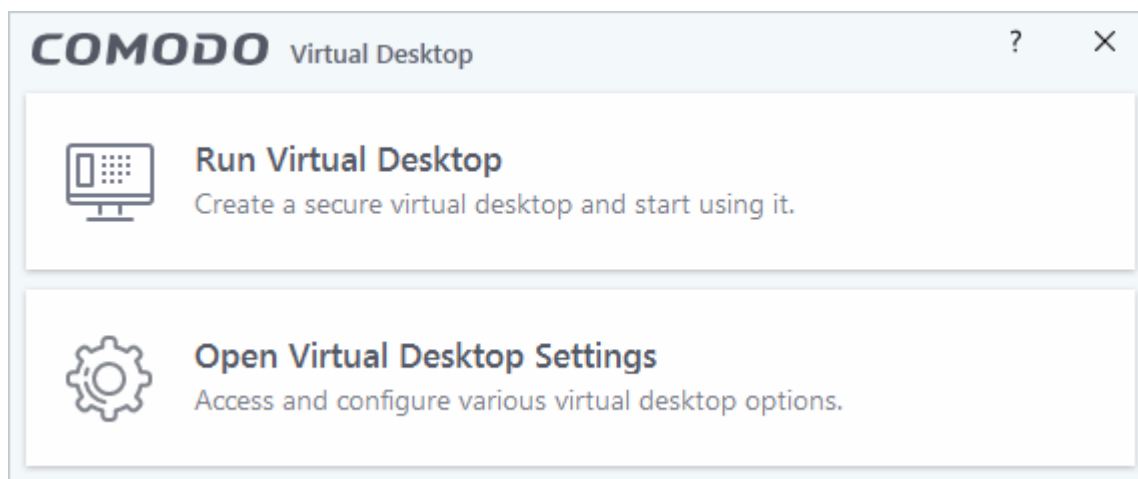 COMODO Virtual Desktop ? X
Run Virtual Desktop
Create a secure virtual desktop and start using it.
Open Virtual Desktop Settings
Access and configure various virtual desktop options.